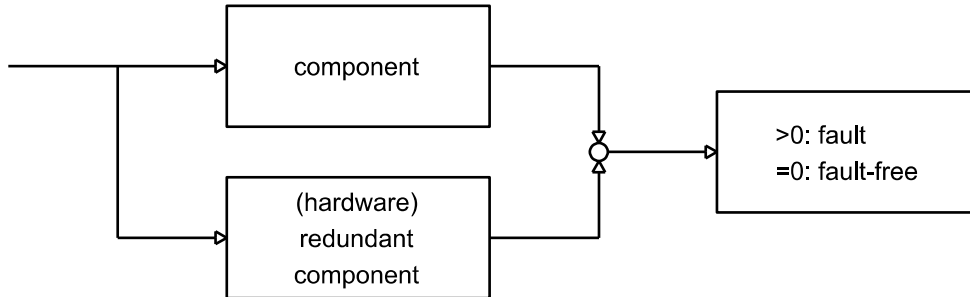 component
(hardware)
redundant
component
>0: fault
=0: fault-free